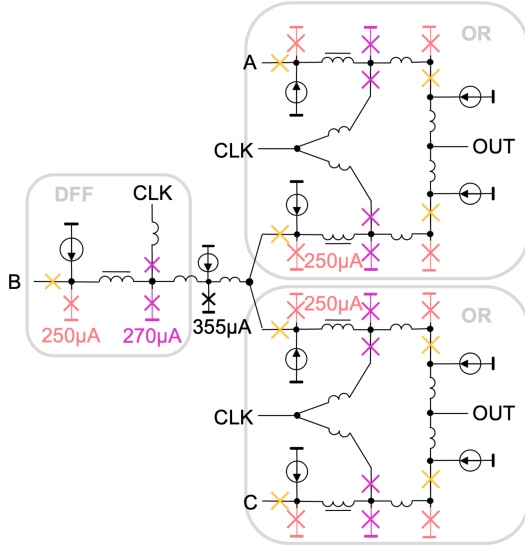 OR
A
CLK
OUT
DFF
CLK
B
250μA
270μA
355μA
250μA
250μA
OR
CLK
OUT
C